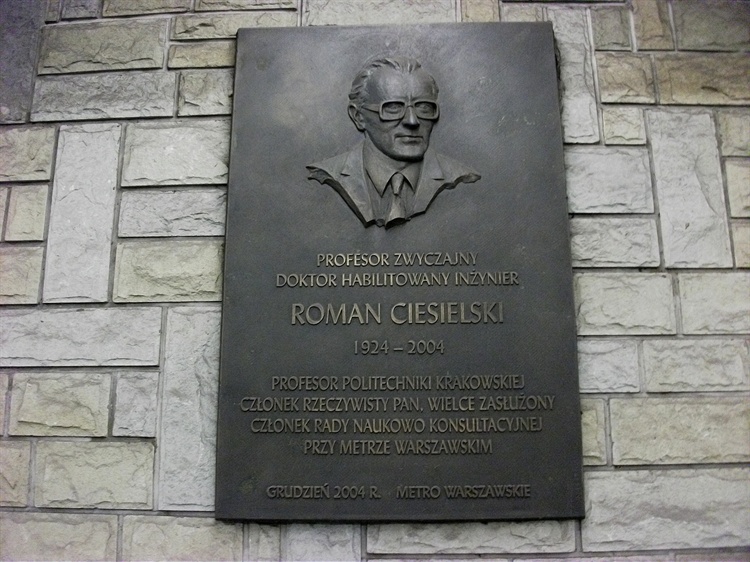 PROFESOR ZWYCZAJNY
DOKTOR HABILITOWANY INŻYNIER
ROMAN CIESIELSKI
1924 – 2004
PROFESOR POLITECHNIKI KRAKOWSKIEJ
CZŁONEK RZECZYWISTY PAN, WIELCE ZASŁUŻONY
CZŁONEK RADY NAUKOWO KONSULTACYJNEJ
PRZY METRZE WARSZAWSKIM
GRUDZIEŃ 2004 R. METRO WARSZAWSKIE